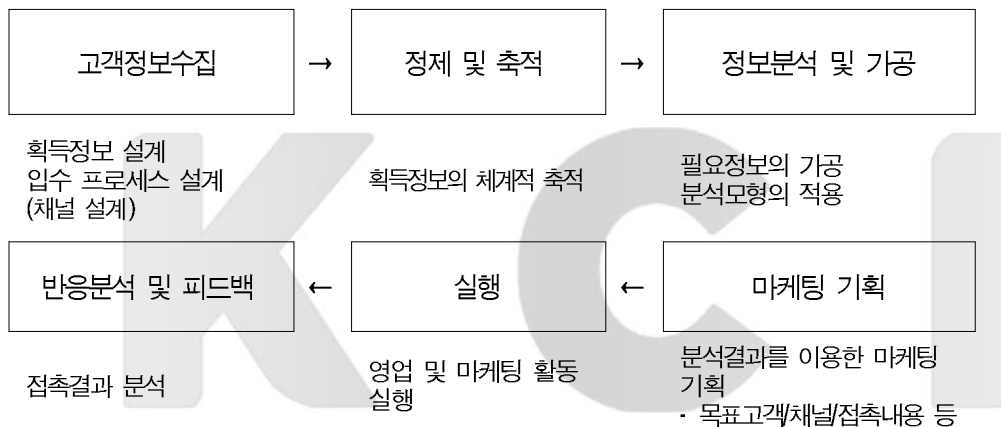 고객정보수집 → 정제 및 축적 → 정보분석 및 가공
획득정보 설계
입수 프로세스 설계
(채널 설계)
획득정보의 체계적 축적
필요정보의 가공
분석모형의 적용
반응분석 및 피드백 ← 실행 ← 마케팅 기획
접촉결과 분석
영업 및 마케팅 활동
실행
분석결과를 이용한 마케팅
기획
- 목표고객/채널/접촉내용 등
KCI